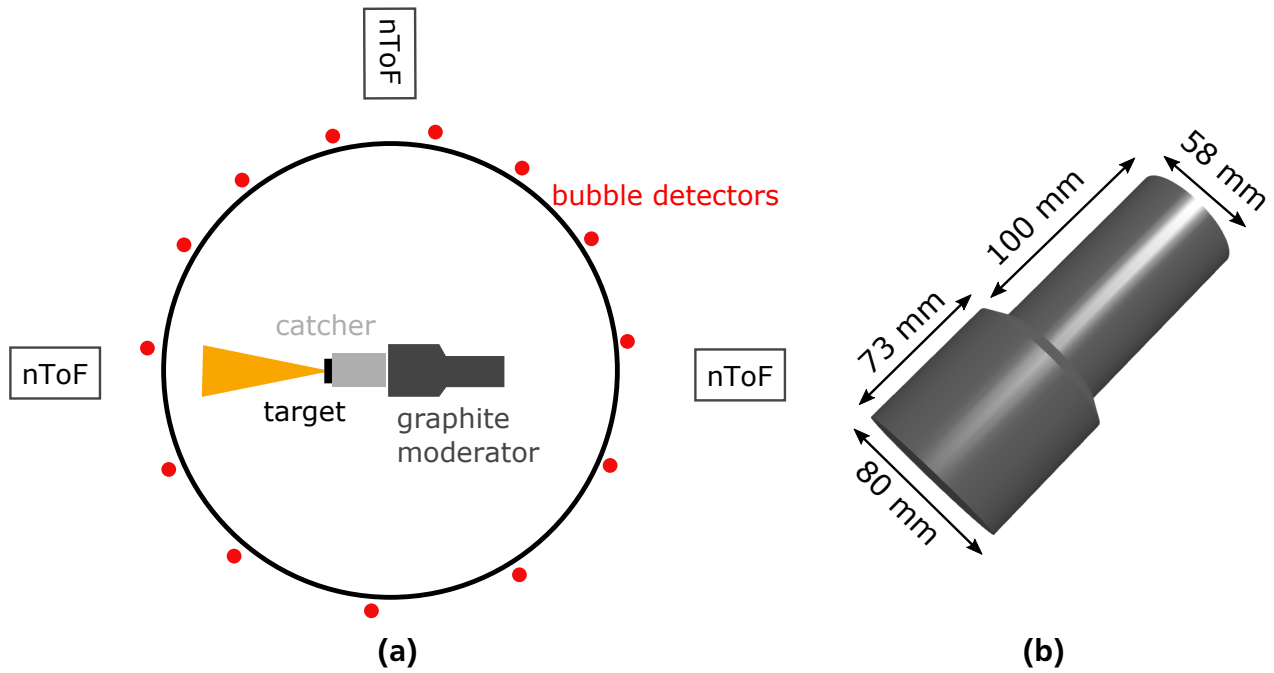 nToF
bubble detectors
catcher
nToF
target
graphite
moderator
nToF
(a)
58 mm
100 mm
73 mm
80 mm
(b)